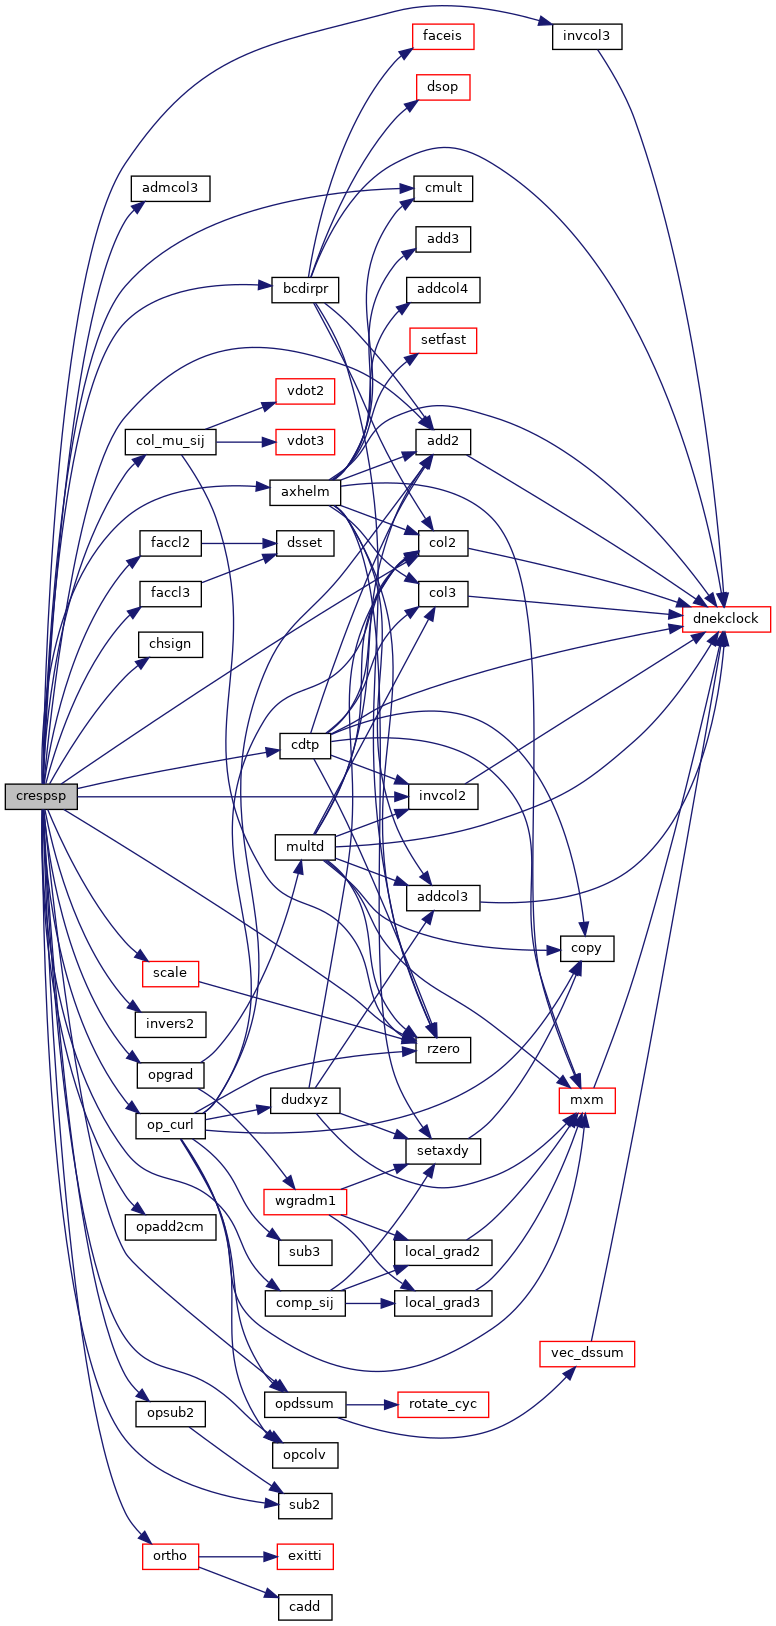 faceis
invcol3
dsop
admcol3
cmult
add3
bcdirpr
addcol4
setfast
vdot2
col_mu_sij
vdot3
add2
axhelm
faccl2
dsset
col2
faccl3
col3
dnekclock
chsign
cdtp
crespsp
invcol2
multd
addcol3
copy
scale
invers2
rzero
opgrad
dudxyz
mxm
op_curl
setaxdy
wgradm1
opadd2cm
sub3
local_grad2
comp_sij
local_grad3
vec_dssum
opdssum
rotate_cyc
opsub2
opcolv
sub2
ortho
exitti
cadd